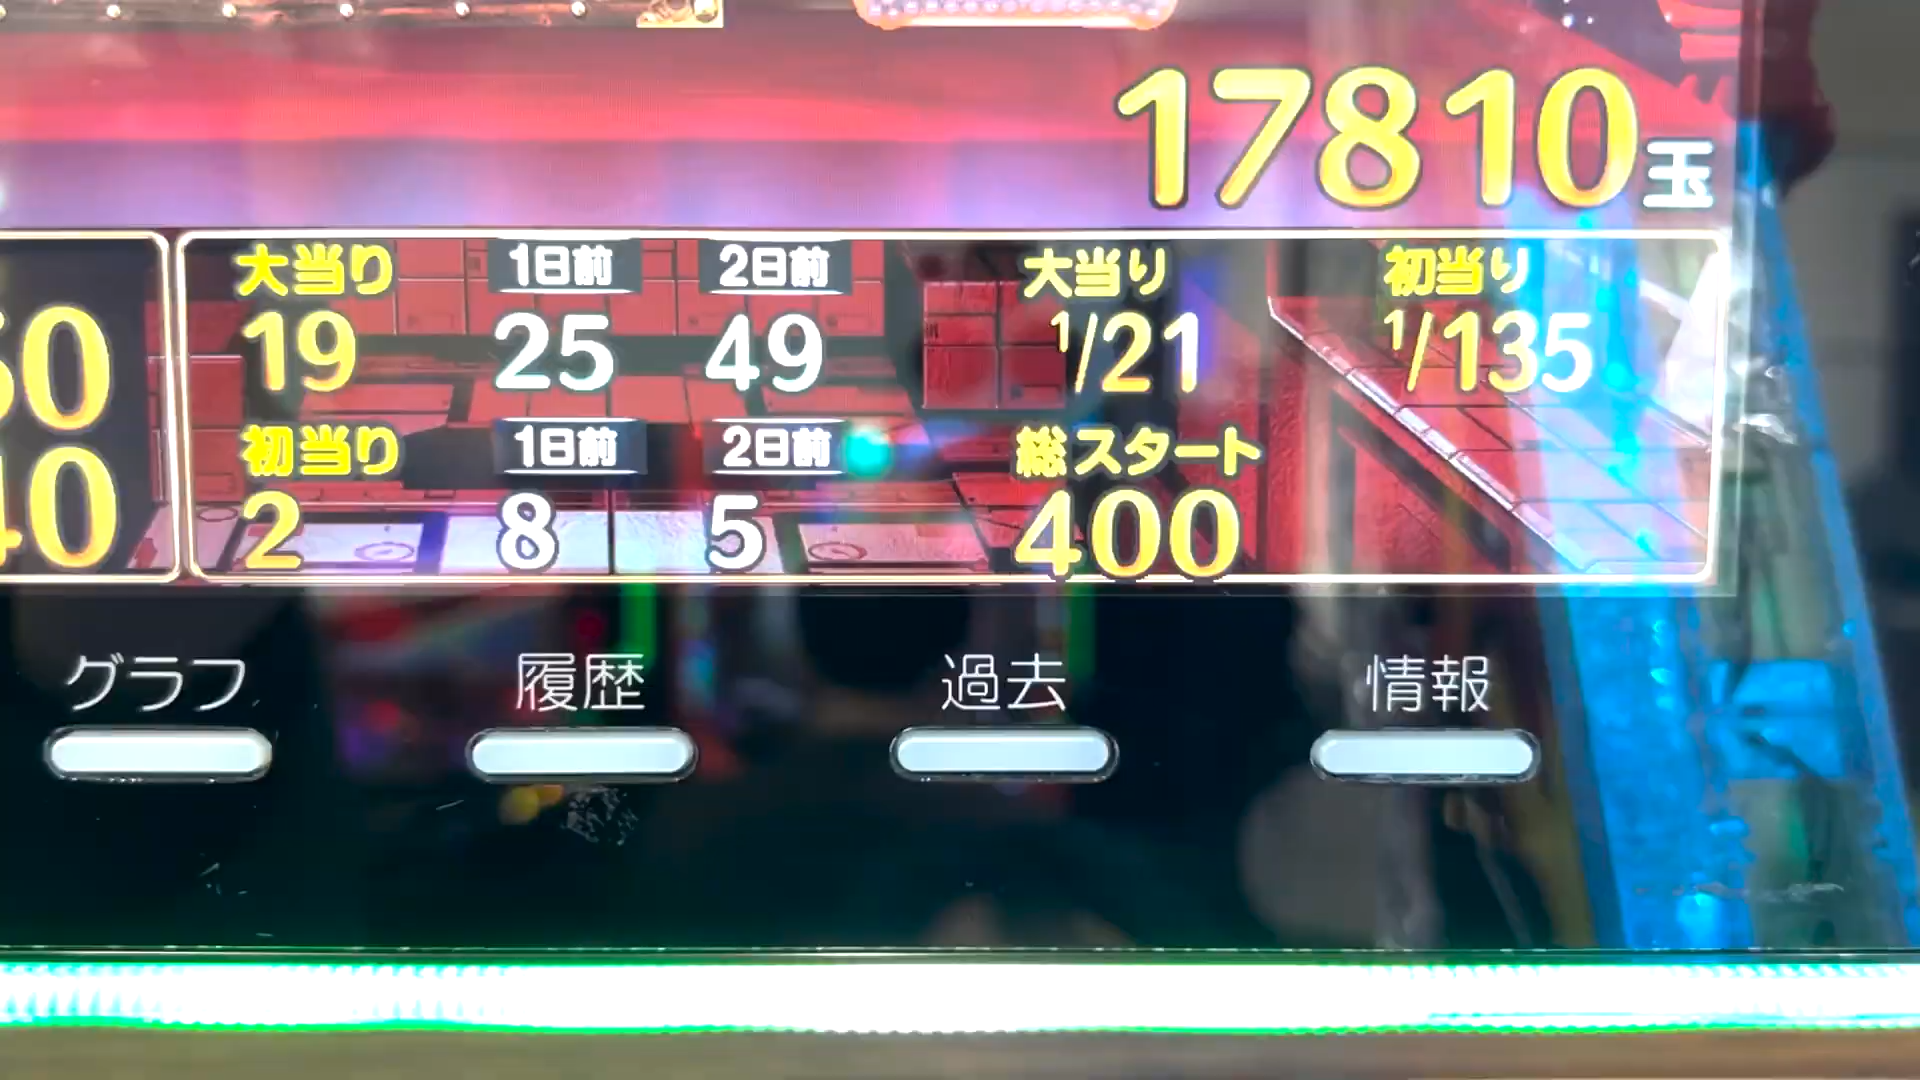 17810玉
大当り 1日前 2日前 大当り 初当り
19 25 49 1/21 1/135
初当り 1日前 2日前 総スタート
2 8 5 400
グラフ 履歴 過去 情報